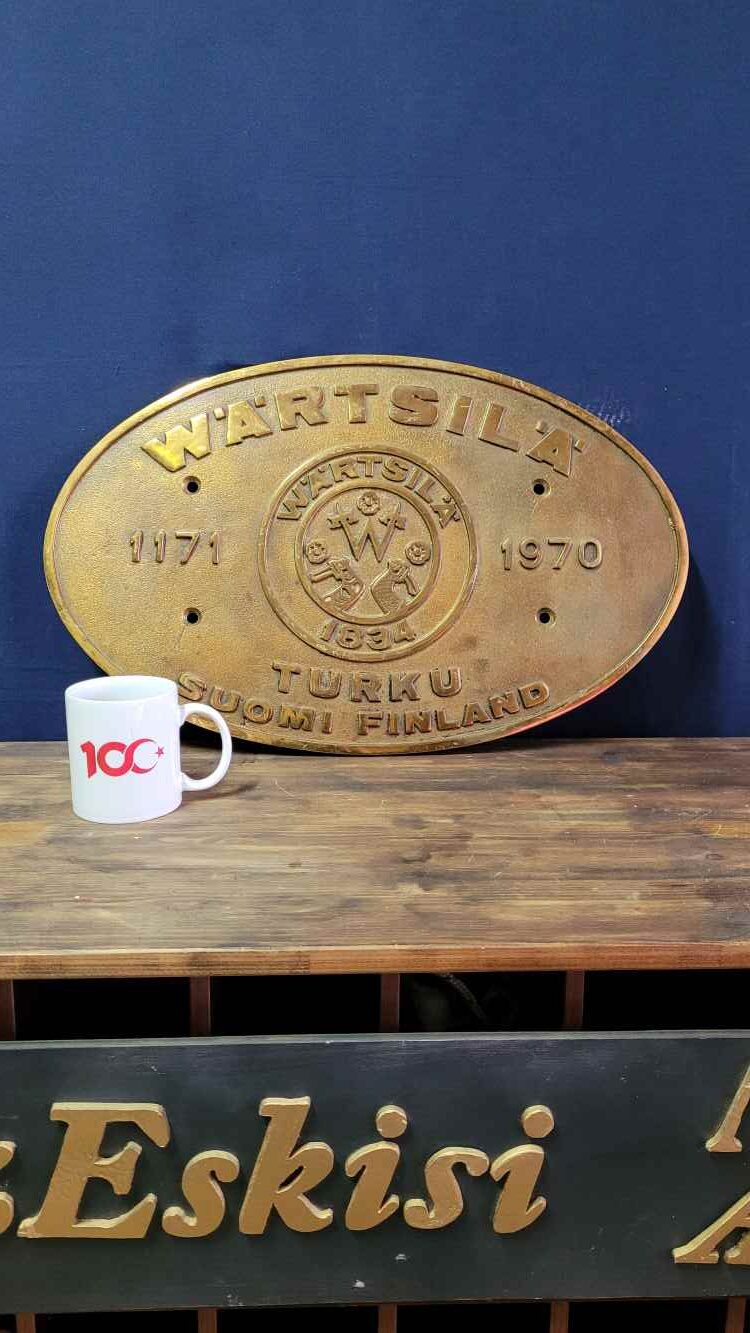 WÄRTSILÄ
WÄRTSILÄ
W
1171
1970
1834
TURKU
SUOMI FINLAND
100
Eskisi